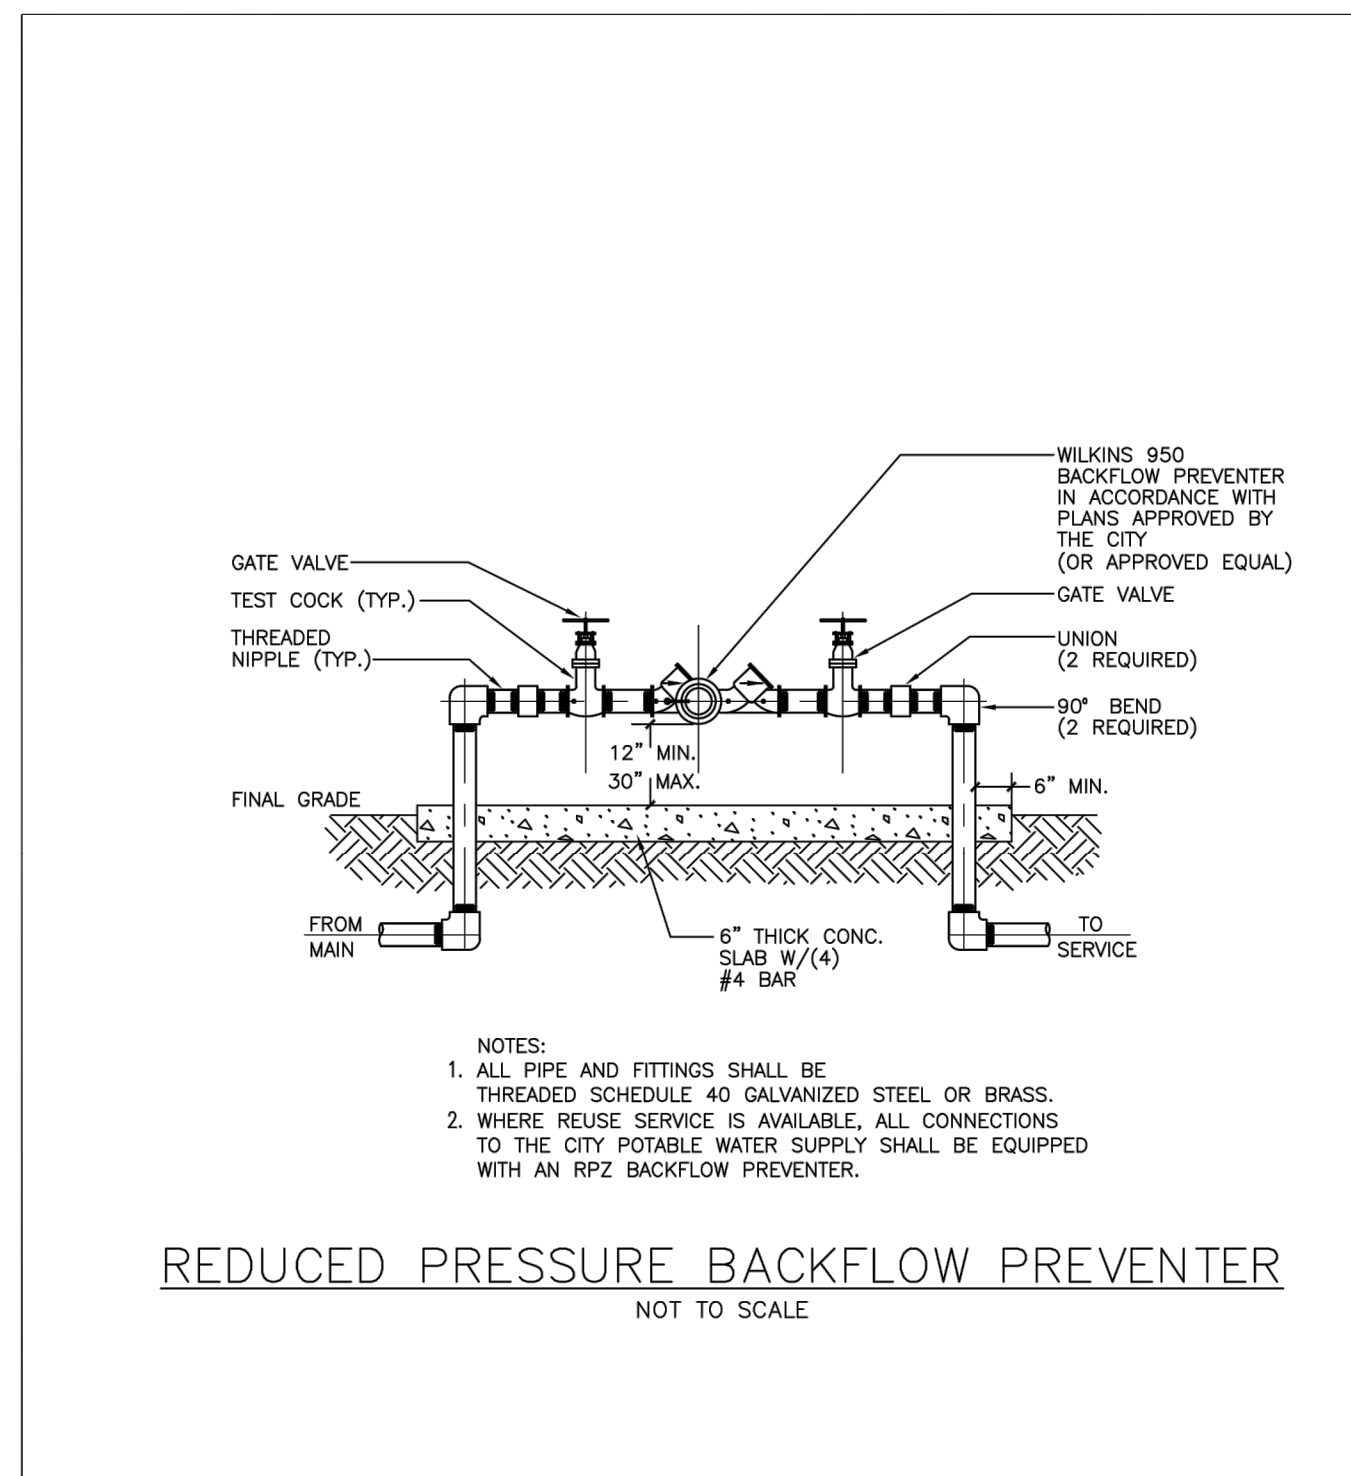 WILKINS 950
BACKFLOW PREVENTER
IN ACCORDANCE WITH
PLANS APPROVED BY
THE CITY
(OR APPROVED EQUAL)
GATE VALVE
GATE VALVE
TEST COCK (TYP.)
THREADED
NIPPLE (TYP.)
UNION
(2 REQUIRED)
90° BEND
(2 REQUIRED)
12" MIN.
30" MAX.
6" MIN.
FINAL GRADE
FROM
MAIN
TO
SERVICE
6" THICK CONC.
SLAB W/(4)
#4 BAR
NOTES:
1. ALL PIPE AND FITTINGS SHALL BE
THREADED SCHEDULE 40 GALVANIZED STEEL OR BRASS.
2. WHERE REUSE SERVICE IS AVAILABLE, ALL CONNECTIONS
TO THE CITY POTABLE WATER SUPPLY SHALL BE EQUIPPED
WITH AN RPZ BACKFLOW PREVENTER.
REDUCED PRESSURE BACKFLOW PREVENTER
NOT TO SCALE